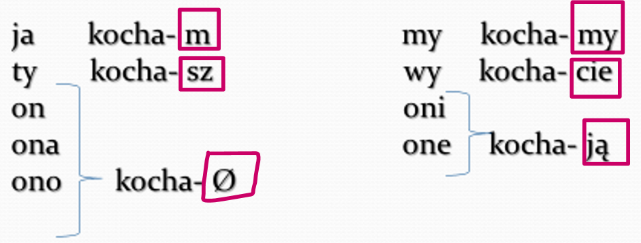 ja kocha- m
ty kocha- sz
on
ona
ono kocha- Ø
my kocha- my
wy kocha- cie
oni
one kocha- ją